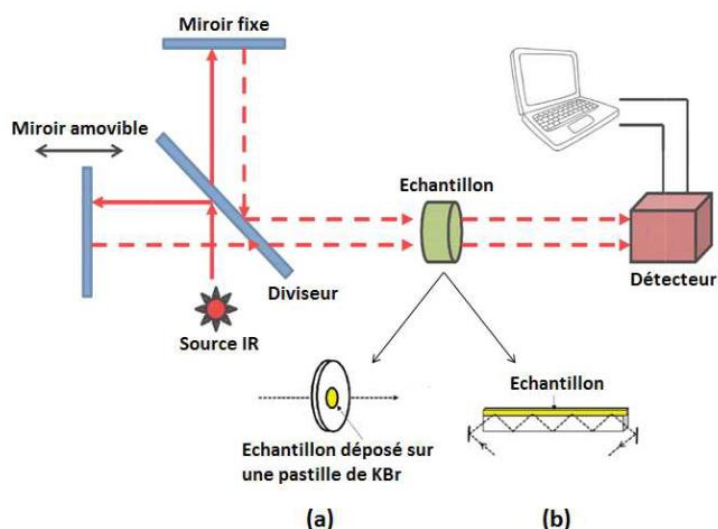 Miroir fixe
Miroir amovible
Echantillon
Diviseur
Détecteur
Source IR
Echantillon
Echantillon déposé sur
une pastille de KBr
(a)
(b)